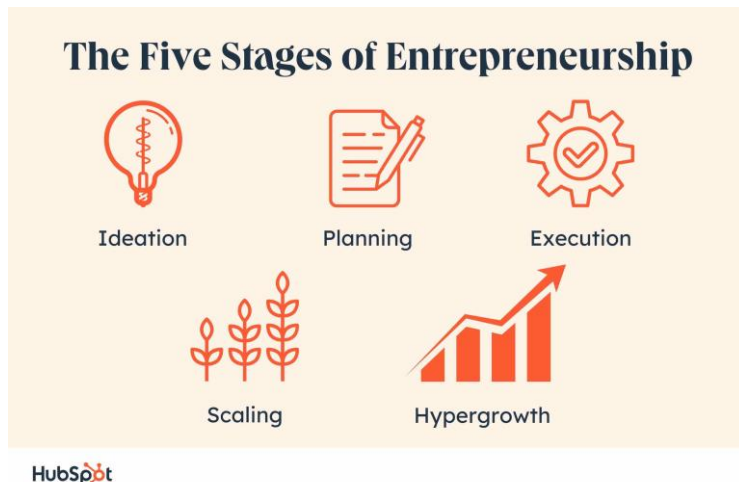 The Five Stages of Entrepreneurship
Ideation
Planning
Execution
Scaling
Hypergrowth
HubSpot